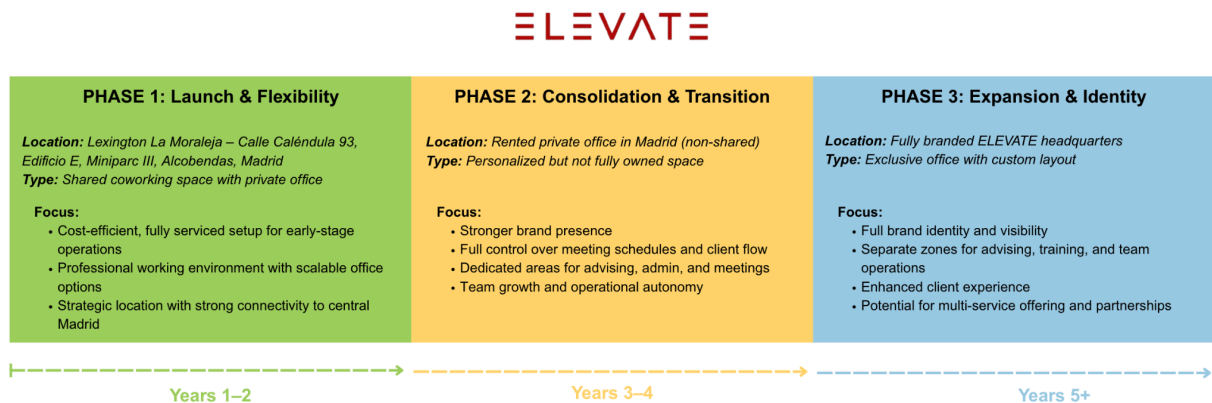 ELEVATE
PHASE 1: Launch & Flexibility
Location: Lexington La Moraleja – Calle Caléndula 93,
Edificio E, Miniparc III, Alcobendas, Madrid
Type: Shared coworking space with private office
Focus:
• Cost-efficient, fully serviced setup for early-stage
operations
• Professional working environment with scalable office
options
• Strategic location with strong connectivity to central
Madrid
Years 1–2
PHASE 2: Consolidation & Transition
Location: Rented private office in Madrid (non-shared)
Type: Personalized but not fully owned space
Focus:
• Stronger brand presence
• Full control over meeting schedules and client flow
• Dedicated areas for advising, admin, and meetings
• Team growth and operational autonomy
Years 3–4
PHASE 3: Expansion & Identity
Location: Fully branded ELEVATE headquarters
Type: Exclusive office with custom layout
Focus:
• Full brand identity and visibility
• Separate zones for advising, training, and team
operations
• Enhanced client experience
• Potential for multi-service offering and partnerships
Years 5+